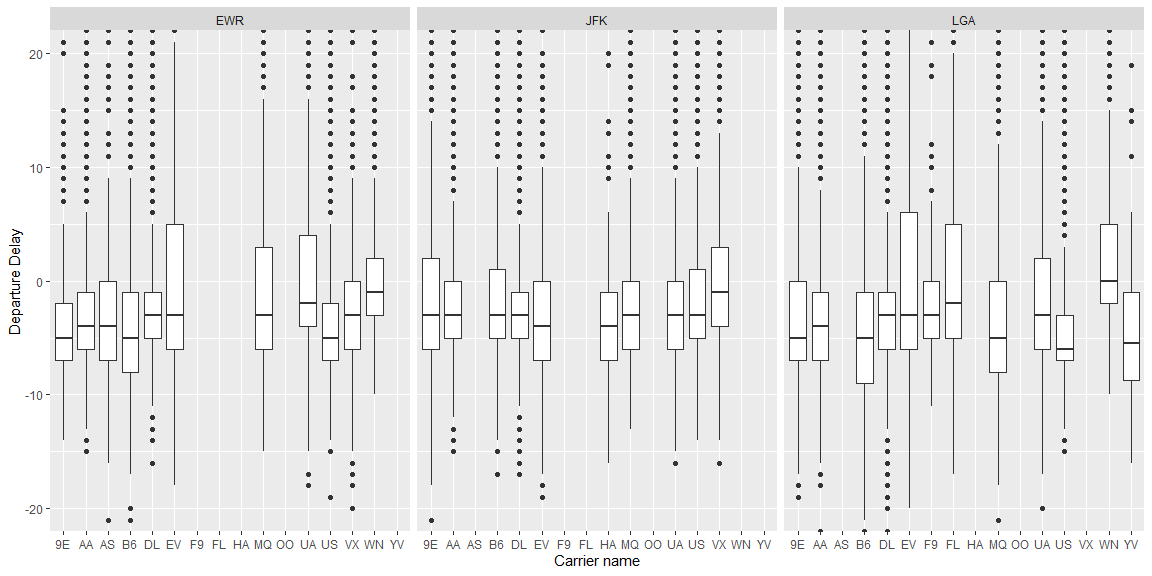 EWR JFK LGA
20
10
0
-10
-20
Departure Delay
9E AA AS B6 DL EV F9 FL HA MQ OO UA US VX WN YV 9E AA AS B6 DL EV F9 FL HA MQ OO UA US VX WN YV 9E AA AS B6 DL EV F9 FL HA MQ OO UA US VX WN YV
Carrier name